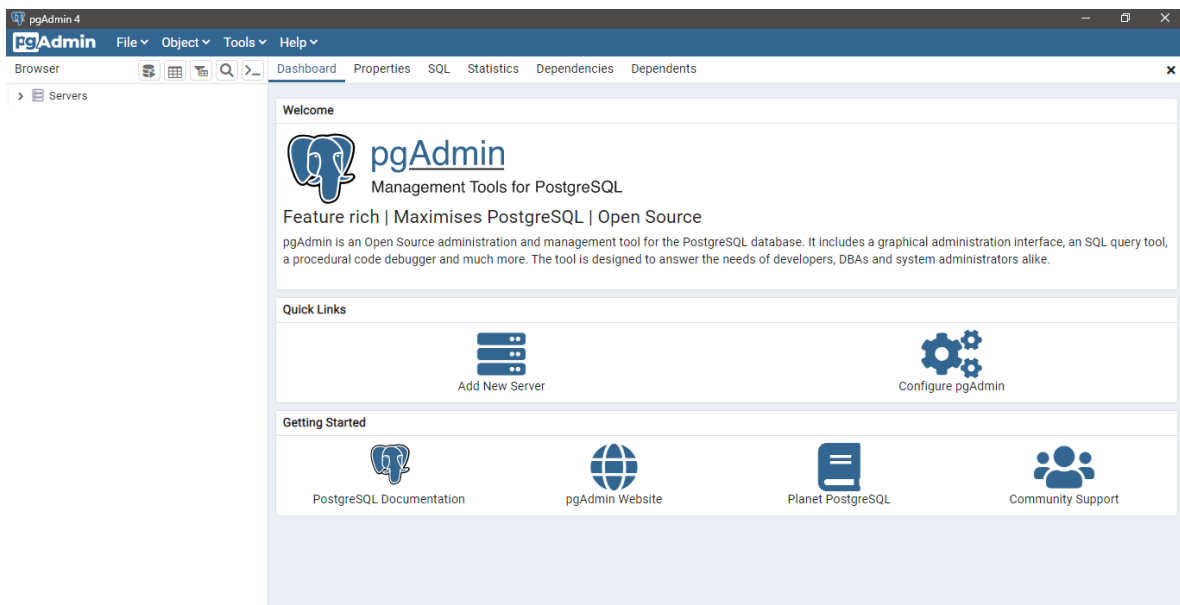 pgAdmin 4
pgAdmin File Object Tools Help
Browser
Dashboard Properties SQL Statistics Dependencies Dependents
Servers
Welcome
pgAdmin
Management Tools for PostgreSQL
Feature rich | Maximises PostgreSQL | Open Source
pgAdmin is an Open Source administration and management tool for the PostgreSQL database. It includes a graphical administration interface, an SQL query tool,
a procedural code debugger and much more. The tool is designed to answer the needs of developers, DBAs and system administrators alike.
Quick Links
Add New Server
Configure pgAdmin
Getting Started
PostgreSQL Documentation
pgAdmin Website
Planet PostgreSQL
Community Support